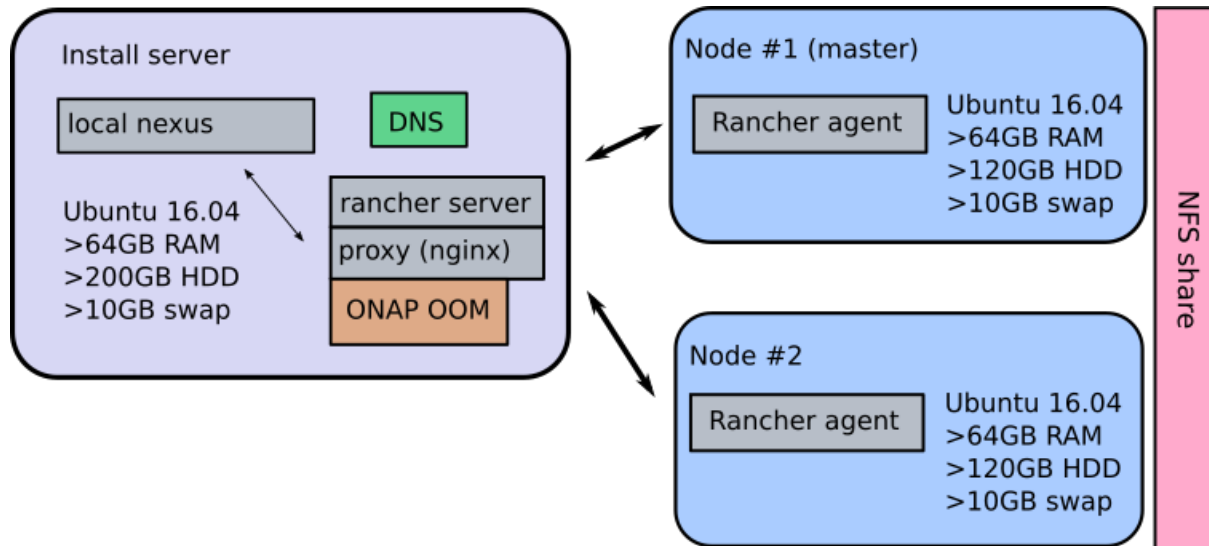 Install server
local nexus
DNS
Ubuntu 16.04
>64GB RAM
>200GB HDD
>10GB swap
rancher server
proxy (nginx)
ONAP OOM
Node #1 (master)
Rancher agent
Ubuntu 16.04
>64GB RAM
>120GB HDD
>10GB swap
Node #2
Rancher agent
Ubuntu 16.04
>64GB RAM
>120GB HDD
>10GB swap
NFS share